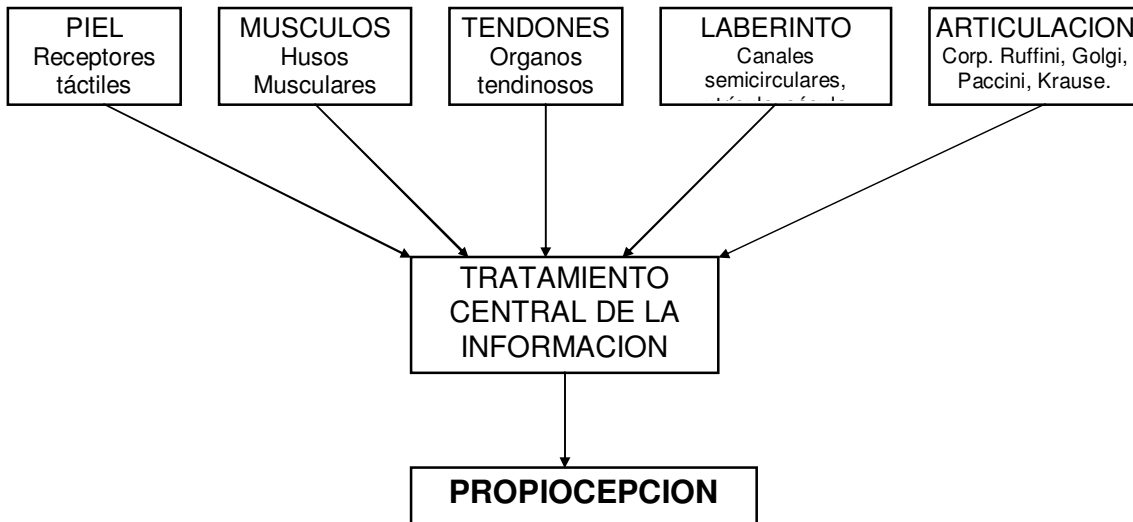 PIEL
Receptores
táctiles
MUSCULOS
Husos
Musculares
TENDONES
Organos
tendinosos
LABERINTO
Canales
semicirculares,
ARTICULACION
Corp. Ruffini, Golgi,
Paccini, Krause.
TRATAMIENTO
CENTRAL DE LA
INFORMACION
PROPIOCEPCION